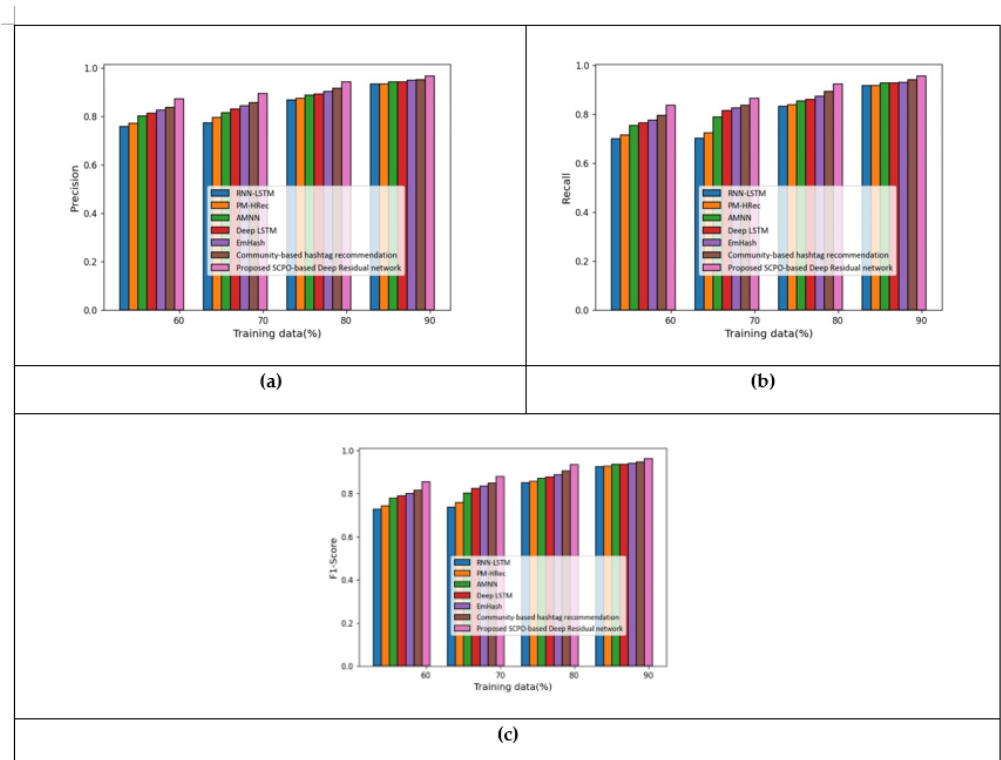 1.0
0.8
0.6
0.4
0.2
0.0
Precision
RNN-LSTM
PM-HRec
AMNN
Deep LSTM
EmHash
Community-based hashtag recommendation
Proposed SCPO-based Deep Residual network
60 70 80 90
Training data(%)
(a)
1.0
0.8
0.6
0.4
0.2
0.0
Recall
RNN-LSTM
PM-HRec
AMNN
Deep LSTM
EmHash
Community-based hashtag recommendation
Proposed SCPO-based Deep Residual network
60 70 80 90
Training data(%)
(b)
1.0
0.8
0.6
0.4
0.2
0.0
F1-Score
RNN-LSTM
PM-HRec
AMNN
Deep LSTM
EmHash
Community-based hashtag recommendation
Proposed SCPO-based Deep Residual network
60 70 80 90
Training data(%)
(c)